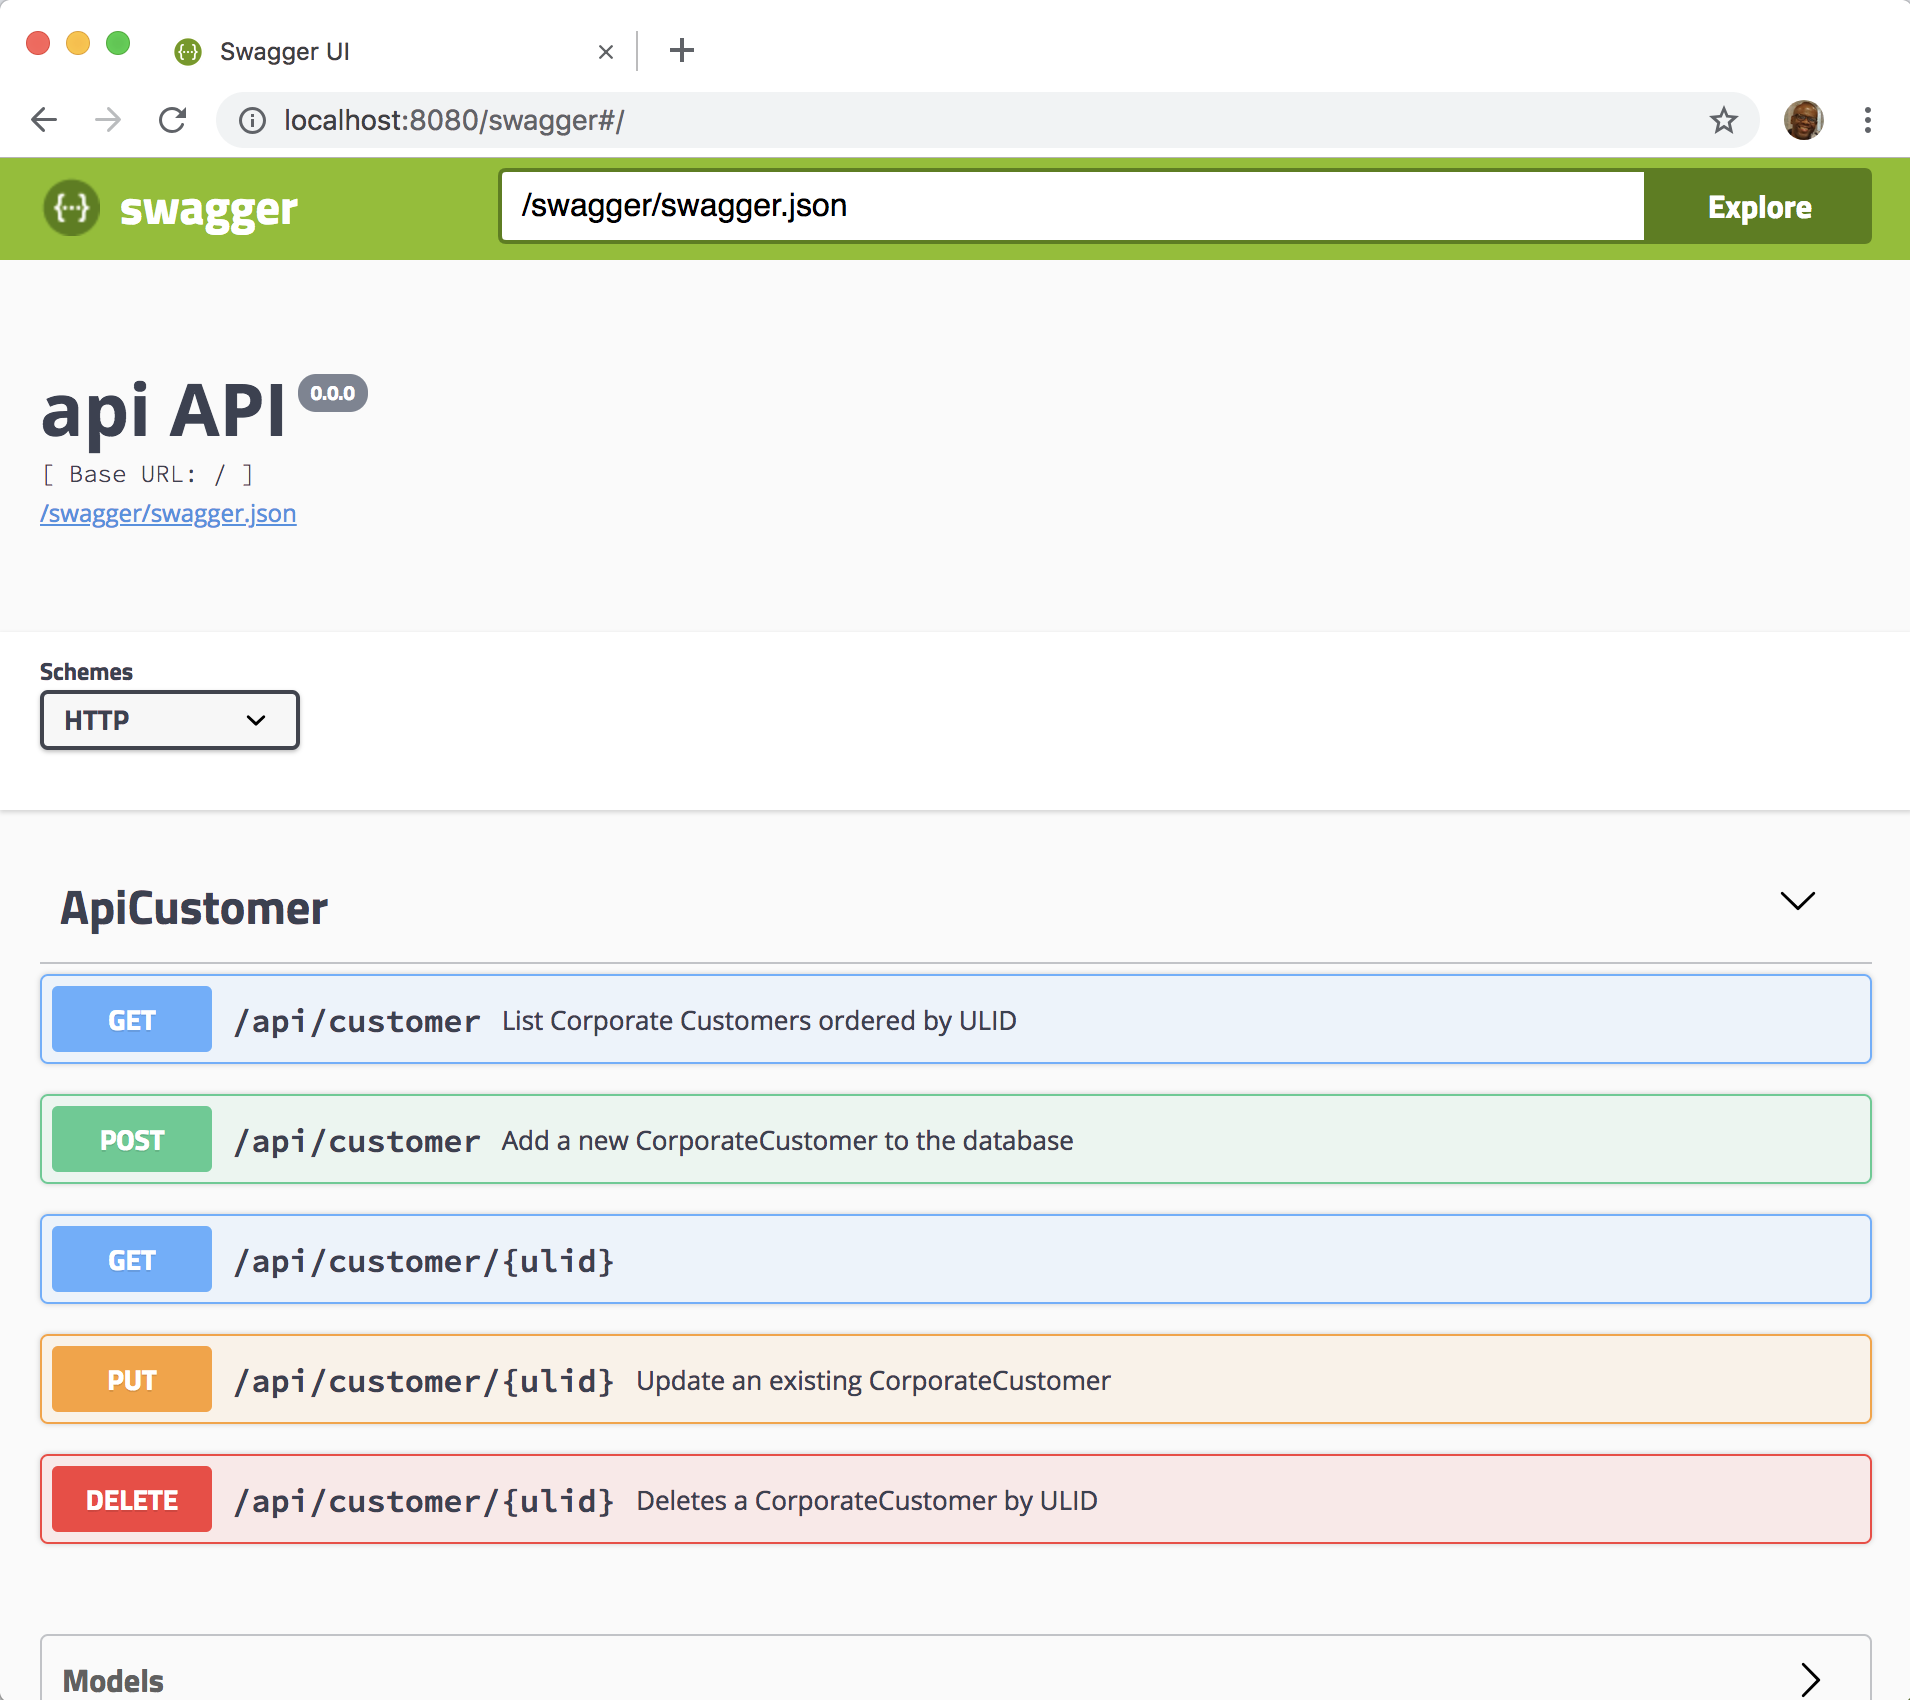 Swagger UI
localhost:8080/swagger#/
{···} swagger
/swagger/swagger.json
Explore
api API 0.0.0
[ Base URL: / ]
/swagger/swagger.json
Schemes
HTTP
ApiCustomer
GET /api/customer List Corporate Customers ordered by ULID
POST /api/customer Add a new CorporateCustomer to the database
GET /api/customer/{ulid}
PUT /api/customer/{ulid} Update an existing CorporateCustomer
DELETE /api/customer/{ulid} Deletes a CorporateCustomer by ULID
Models